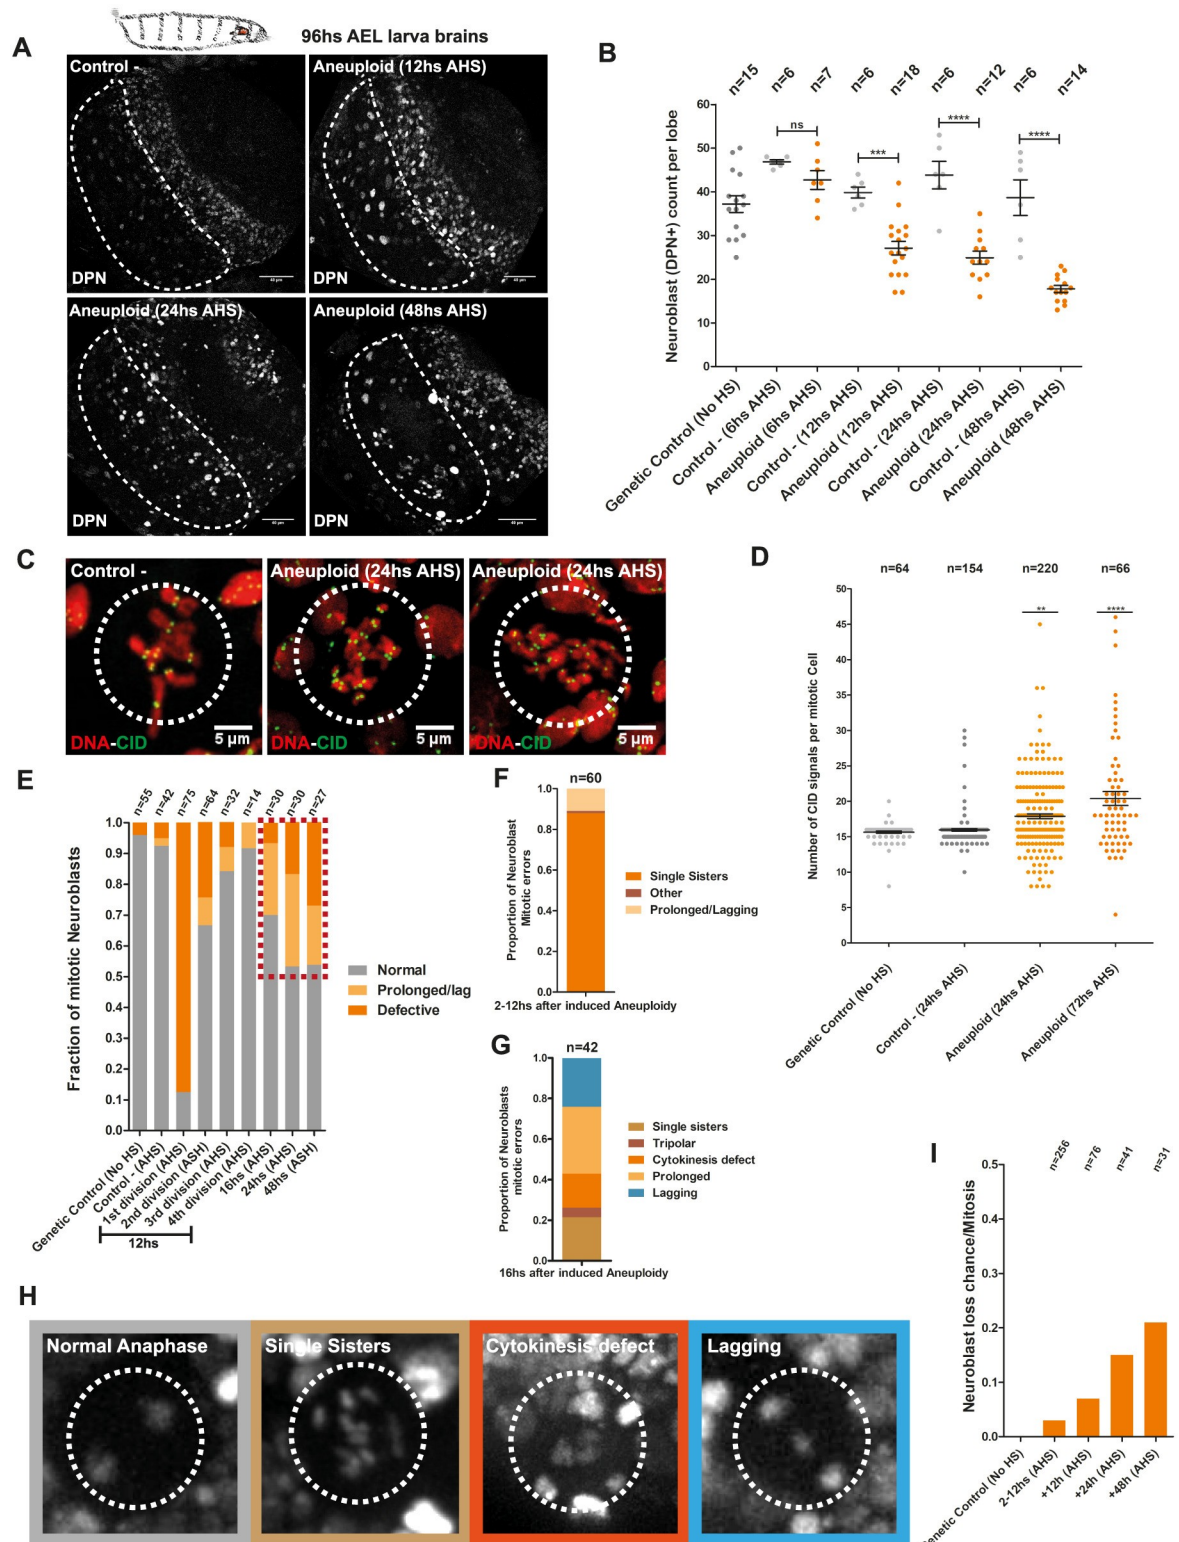 96hs AEL larva brains
A
Control -
DPN
40 µm
Aneuploid (12hs AHS)
DPN
40 µm
Aneuploid (24hs AHS)
DPN
40 µm
Aneuploid (48hs AHS)
DPN
40 µm
B
n=15
n=6
n=7
n=6
n=18
n=6
n=12
n=6
n=14
ns
***
****
****
Neuroblast (DPN+) count per lobe
60
50
40
30
20
10
0
Genetic Control (No HS)
Control - (6hs AHS)
Aneuploid (6hs AHS)
Control - (12hs AHS)
Aneuploid (12hs AHS)
Control - (24hs AHS)
Aneuploid (24hs AHS)
Control - (48hs AHS)
Aneuploid (48hs AHS)
C
Control -
DNA-CID
5 µm
Aneuploid (24hs AHS)
DNA-CID
5 µm
Aneuploid (24hs AHS)
DNA-CID
5 µm
D
n=64
n=154
n=220
n=66
**
****
Number of CID signals per mitotic Cell
50
45
40
35
30
25
20
15
10
5
0
Genetic Control (No HS)
Control - (24hs AHS)
Aneuploid (24hs AHS)
Aneuploid (72hs AHS)
E
n=55
n=42
n=75
n=64
n=32
n=14
n=30
n=30
n=27
Fraction of mitotic Neuroblasts
1.0
0.9
0.8
0.7
0.6
0.5
0.4
0.3
0.2
0.1
0.0
Normal
Prolonged/lag
Defective
Genetic Control (No HS)
Control - (AHS)
1st division (AHS)
2nd division (ASH)
3rd division (AHS)
4th division (AHS)
16hs (AHS)
24hs (AHS)
48hs (ASH)
12hs
F
n=60
Proportion of Neuroblast
Mitotic errors
1.0
0.8
0.6
0.4
0.2
0.0
Single Sisters
Other
Prolonged/Lagging
2-12hs after induced Aneuploidy
G
n=42
Proportion of Neuroblasts
mitotic errors
1.0
0.8
0.6
0.4
0.2
0.0
Single sisters
Tripolar
Cytokinesis defect
Prolonged
Lagging
16hs after induced Aneuploidy
H
Normal Anaphase
Single Sisters
Cytokinesis defect
Lagging
I
n=256
n=76
n=41
n=31
Neuroblast loss chance/Mitosis
0.5
0.4
0.3
0.2
0.1
0.0
Genetic Control (No HS)
2-12hs (AHS)
+12h (AHS)
+24h (AHS)
+48h (AHS)